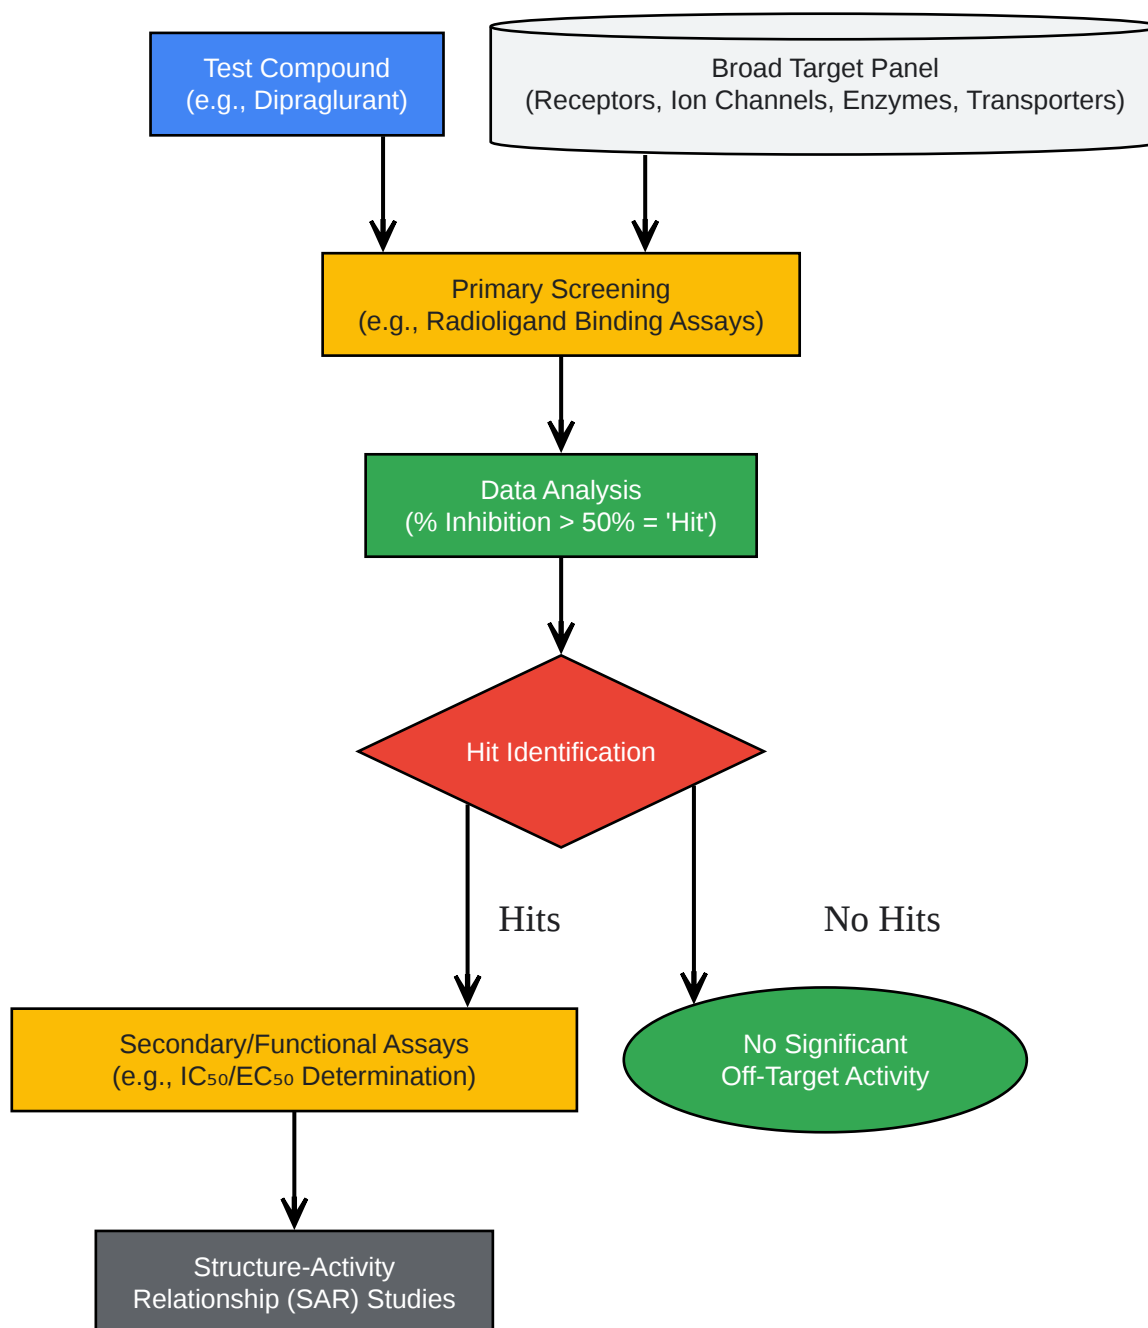 Test Compound
(e.g., Dipraglurant)
Broad Target Panel
(Receptors, Ion Channels, Enzymes, Transporters)
Primary Screening
(e.g., Radioligand Binding Assays)
Data Analysis
(% Inhibition > 50% = 'Hit')
Hit Identification
Hits
No Hits
Secondary/Functional Assays
(e.g., IC₅₀/EC₅₀ Determination)
No Significant
Off-Target Activity
Structure-Activity
Relationship (SAR) Studies